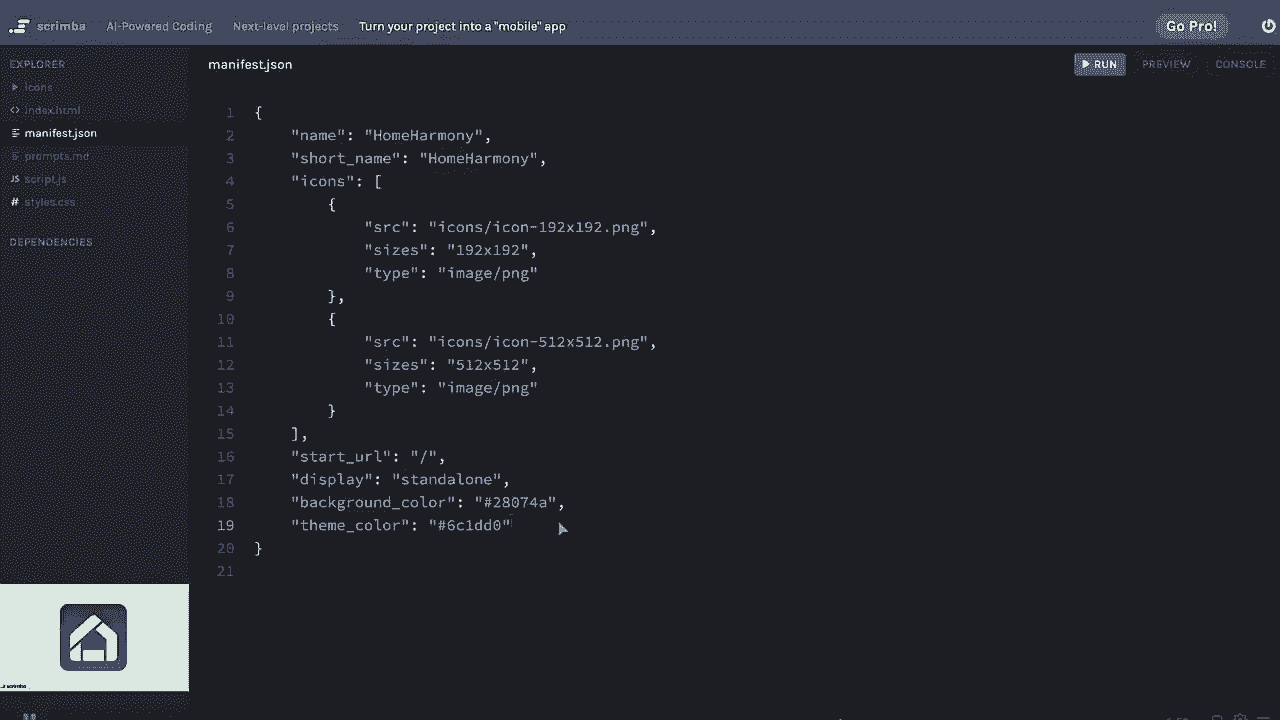 scrimba AI-Powered Coding Next-level projects Turn your project into a "mobile" app Go Pro!
EXPLORER
icons
index.html
manifest.json
prompts.md
script.js
styles.css
DEPENDENCIES
manifest.json
RUN PREVIEW CONSOLE
1 {
2 "name": "HomeHarmony",
3 "short_name": "HomeHarmony",
4 "icons": [
5 {
6 "src": "icons/icon-192x192.png",
7 "sizes": "192x192",
8 "type": "image/png"
9 },
10 {
11 "src": "icons/icon-512x512.png",
12 "sizes": "512x512",
13 "type": "image/png"
14 }
15 ],
16 "start_url": "/",
17 "display": "standalone",
18 "background_color": "#28074a",
19 "theme_color": "#6c1dd0"
20 }
21